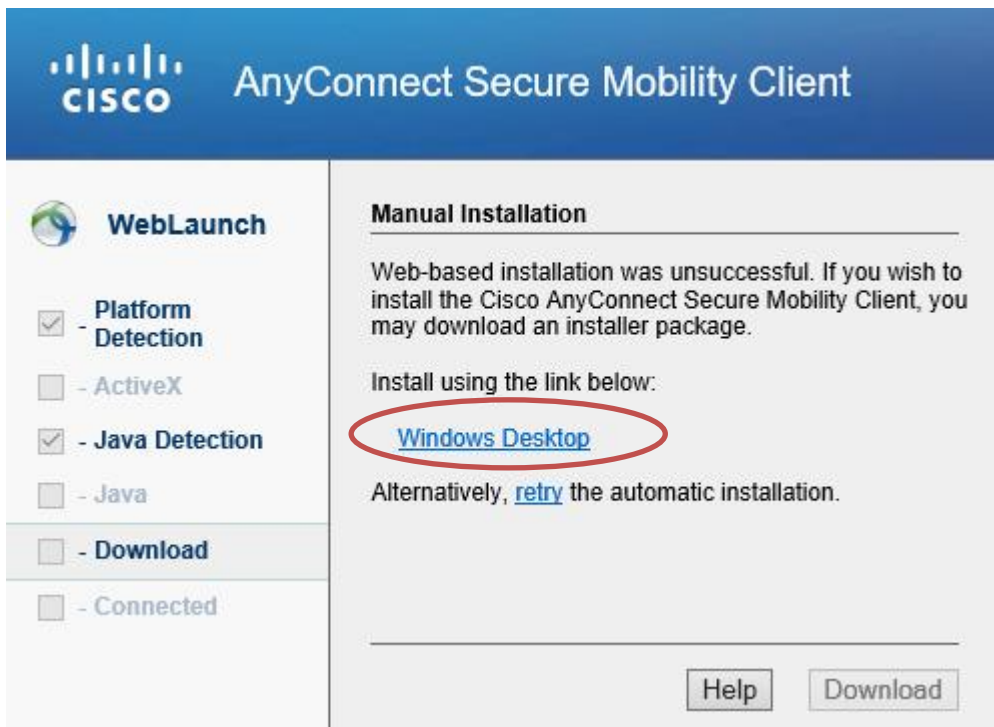 CISCO
AnyConnect Secure Mobility Client
WebLaunch
- Platform
Detection
- ActiveX
- Java Detection
- Java
- Download
- Connected
Manual Installation
Web-based installation was unsuccessful. If you wish to
install the Cisco AnyConnect Secure Mobility Client, you
may download an installer package.
Install using the link below:
Windows Desktop
Alternatively, retry the automatic installation.
Help
Download